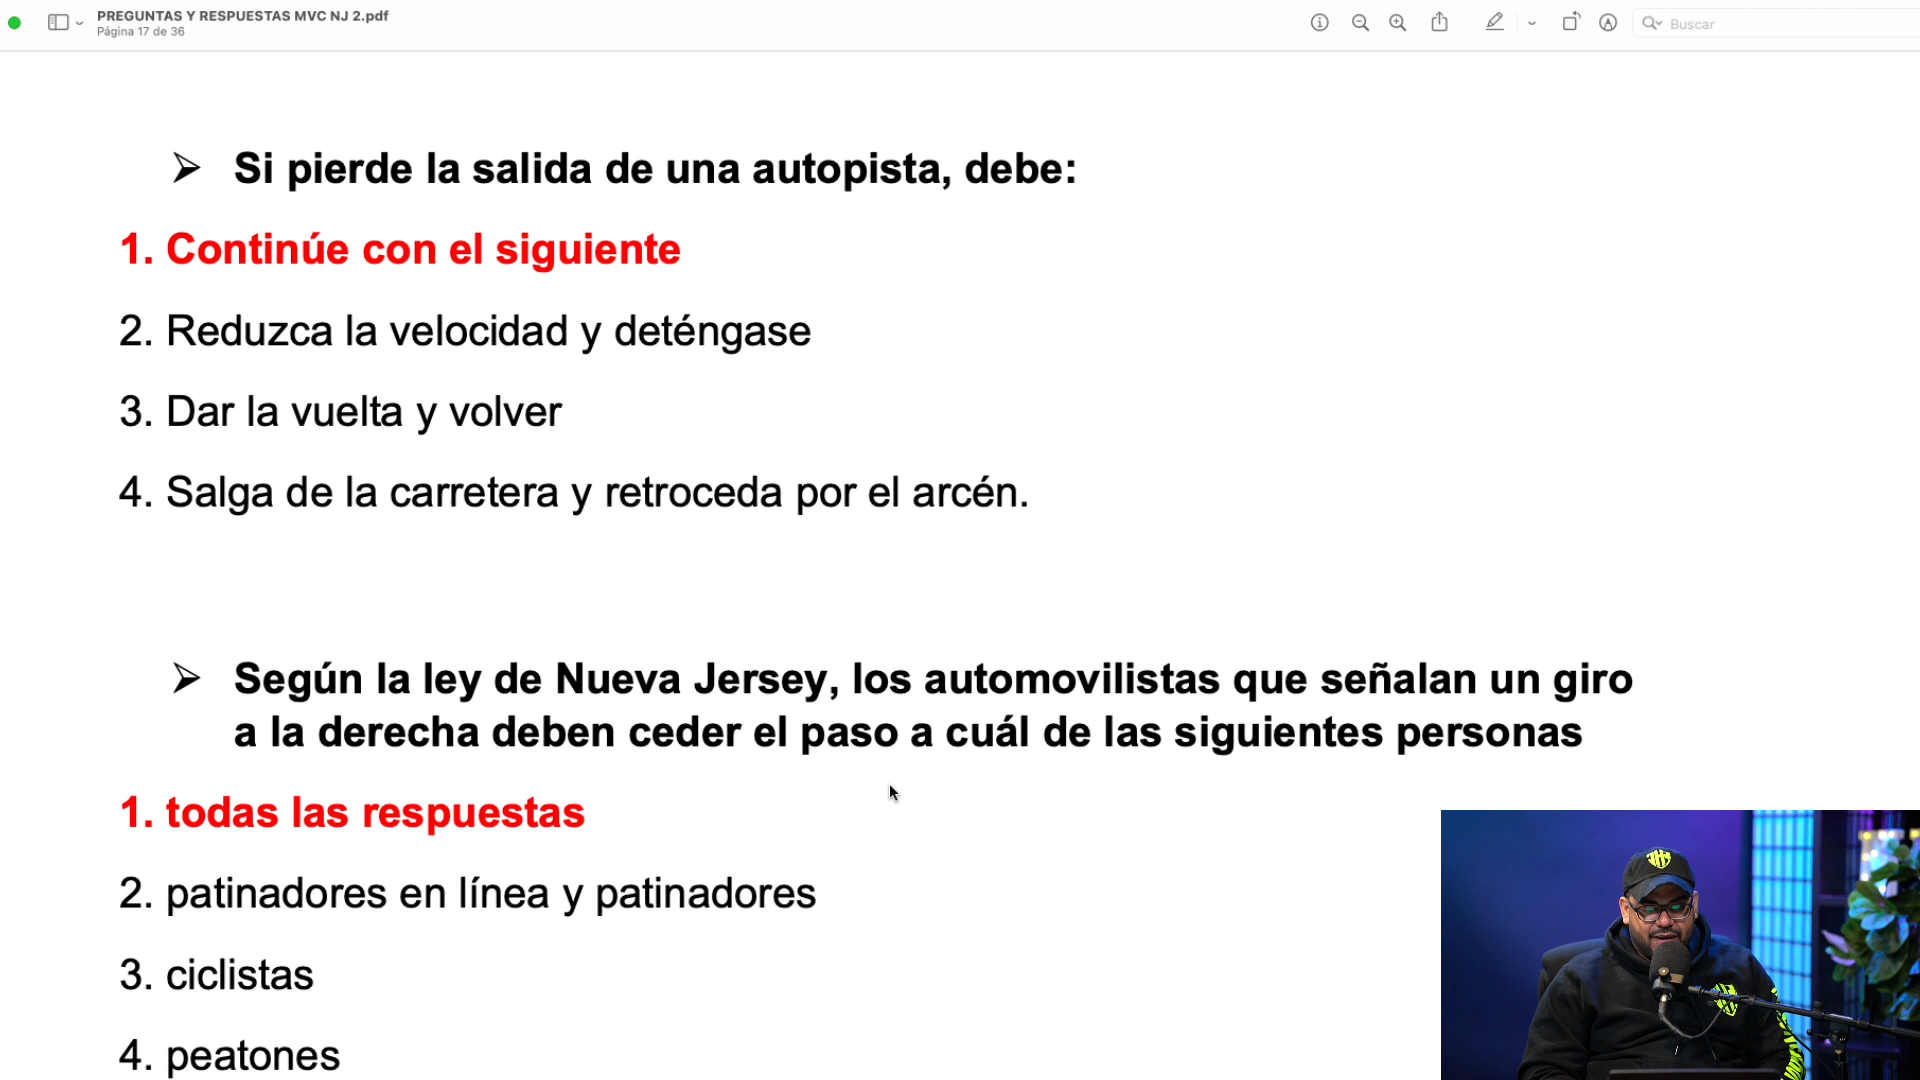 PREGUNTAS Y RESPUESTAS MVC NJ 2.pdf
Página 17 de 36
Buscar
➢ Si pierde la salida de una autopista, debe:
1. Continúe con el siguiente
2. Reduzca la velocidad y deténgase
3. Dar la vuelta y volver
4. Salga de la carretera y retroceda por el arcén.
➢ Según la ley de Nueva Jersey, los automovilistas que señalan un giro
a la derecha deben ceder el paso a cuál de las siguientes personas
1. todas las respuestas
2. patinadores en línea y patinadores
3. ciclistas
4. peatones